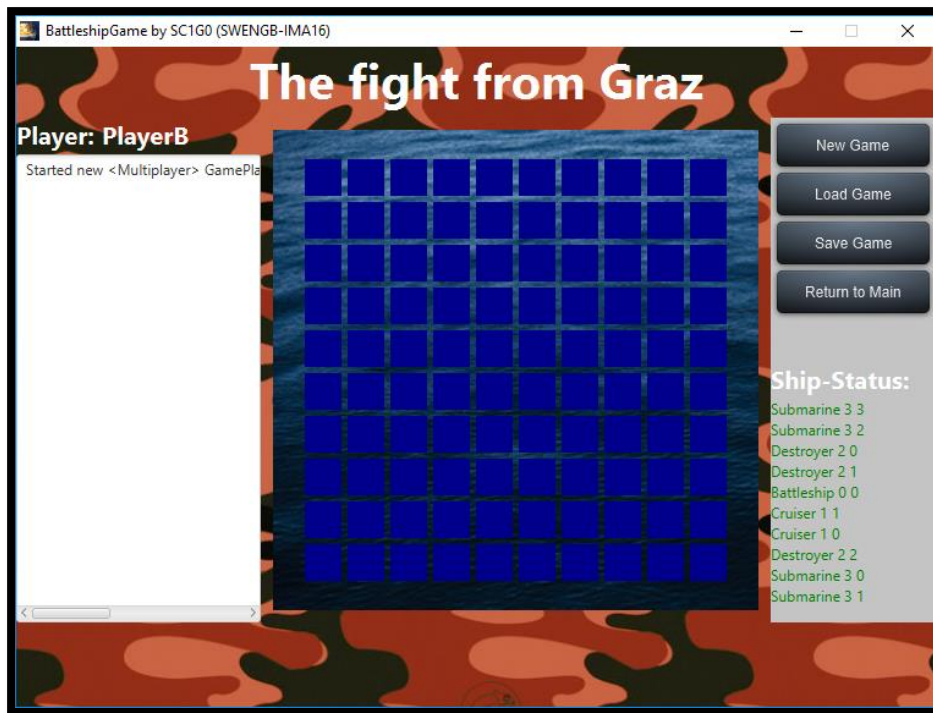 BattleshipGame by SC1G0 (SWENGB-IMA16)
The fight from Graz
Player: PlayerB
Started new <Multiplayer> GamePla
New Game
Load Game
Save Game
Return to Main
Ship-Status:
Submarine 3 3
Submarine 3 2
Destroyer 2 0
Destroyer 2 1
Battleship 0 0
Cruiser 1 1
Cruiser 1 0
Destroyer 2 2
Submarine 3 0
Submarine 3 1